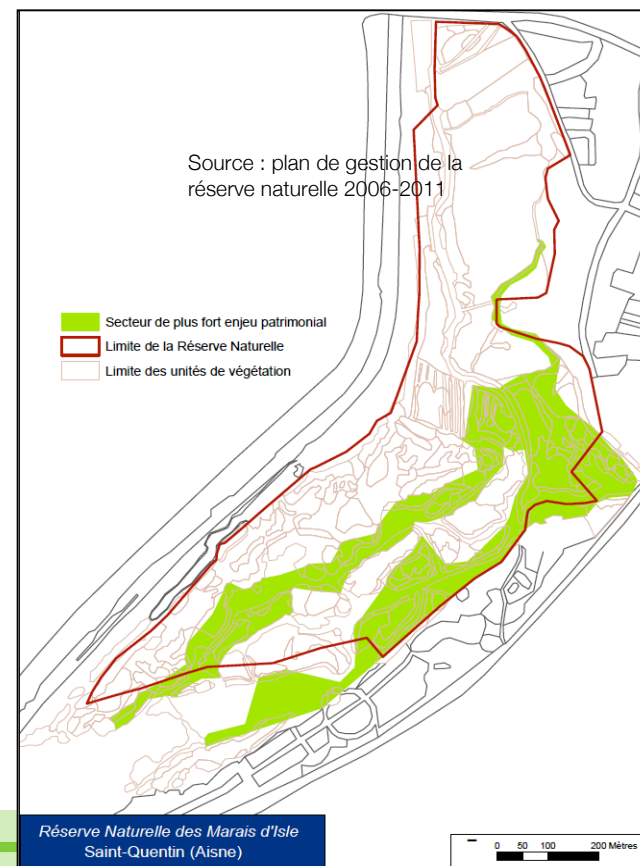 Source : plan de gestion de la
réserve naturelle 2006-2011
Secteur de plus fort enjeu patrimonial
Limite de la Réserve Naturelle
Limite des unités de végétation
Réserve Naturelle des Marais d'Isle
Saint-Quentin (Aisne)
0 50 100 200 Mètres